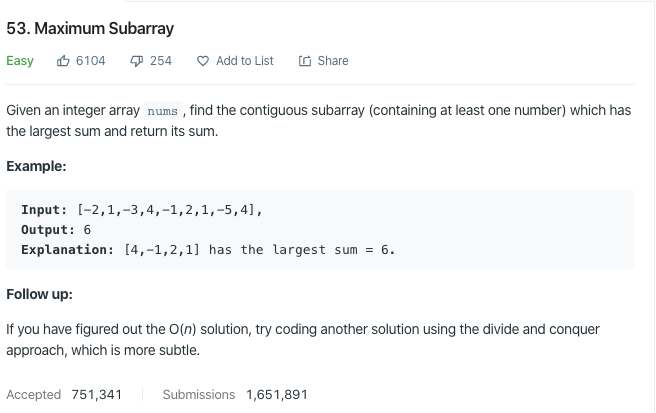 53. Maximum Subarray
Easy 6104 254 Add to List Share
Given an integer array nums , find the contiguous subarray (containing at least one number) which has
the largest sum and return its sum.
Example:
Input: [-2,1,-3,4,-1,2,1,-5,4],
Output: 6
Explanation: [4,-1,2,1] has the largest sum = 6.
Follow up:
If you have figured out the O(n) solution, try coding another solution using the divide and conquer
approach, which is more subtle.
Accepted 751,341 Submissions 1,651,891